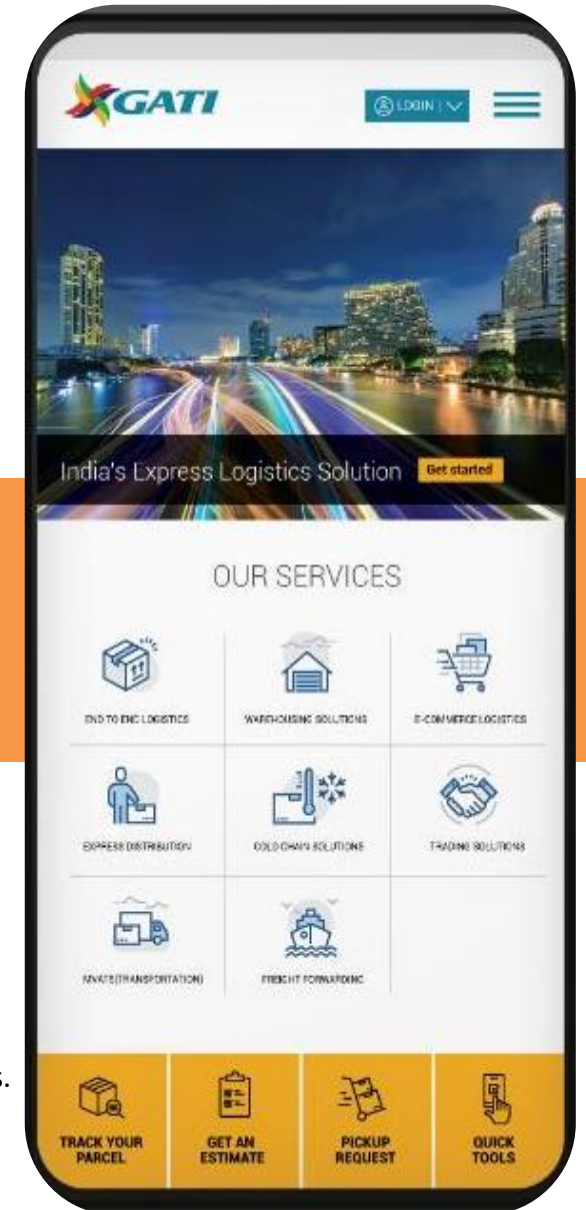 GATI
LOGIN
India's Express Logistics Solution
Get started
OUR SERVICES
END TO END LOGISTICS
WAREHOUSING SOLUTIONS
E-COMMERCE LOGISTICS
EXPRESS DISTRIBUTION
COLD CHAIN SOLUTIONS
TRADING SOLUTIONS
MVATS(TRANSPORTATION)
FREIGHT FORWARDING
s.
TRACK YOUR
PARCEL
GET AN
ESTIMATE
PICKUP
REQUEST
QUICK
TOOLS